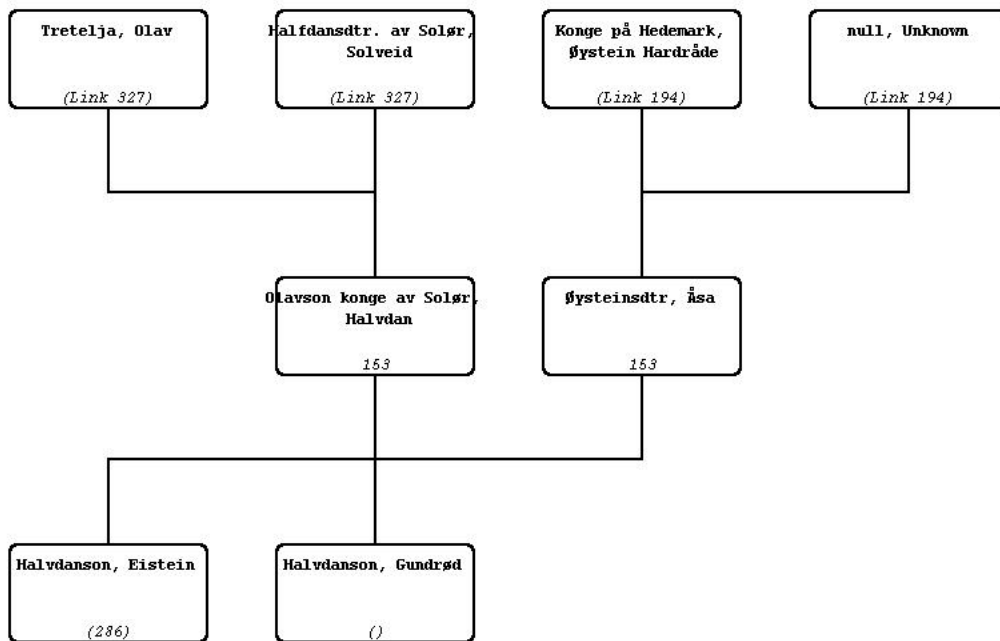 Tretelja, Olav
(Link 327)
Halfdansdtr. av Solør,
Solveid
(Link 327)
Konge på Hedemark,
Øystein Hardråde
(Link 194)
null, Unknown
(Link 194)
Olavson konge av Solør,
Halvdan
153
Øysteinsdtr, Åsa
153
Halvdanson, Eistein
(286)
Halvdanson, Gundrød
()